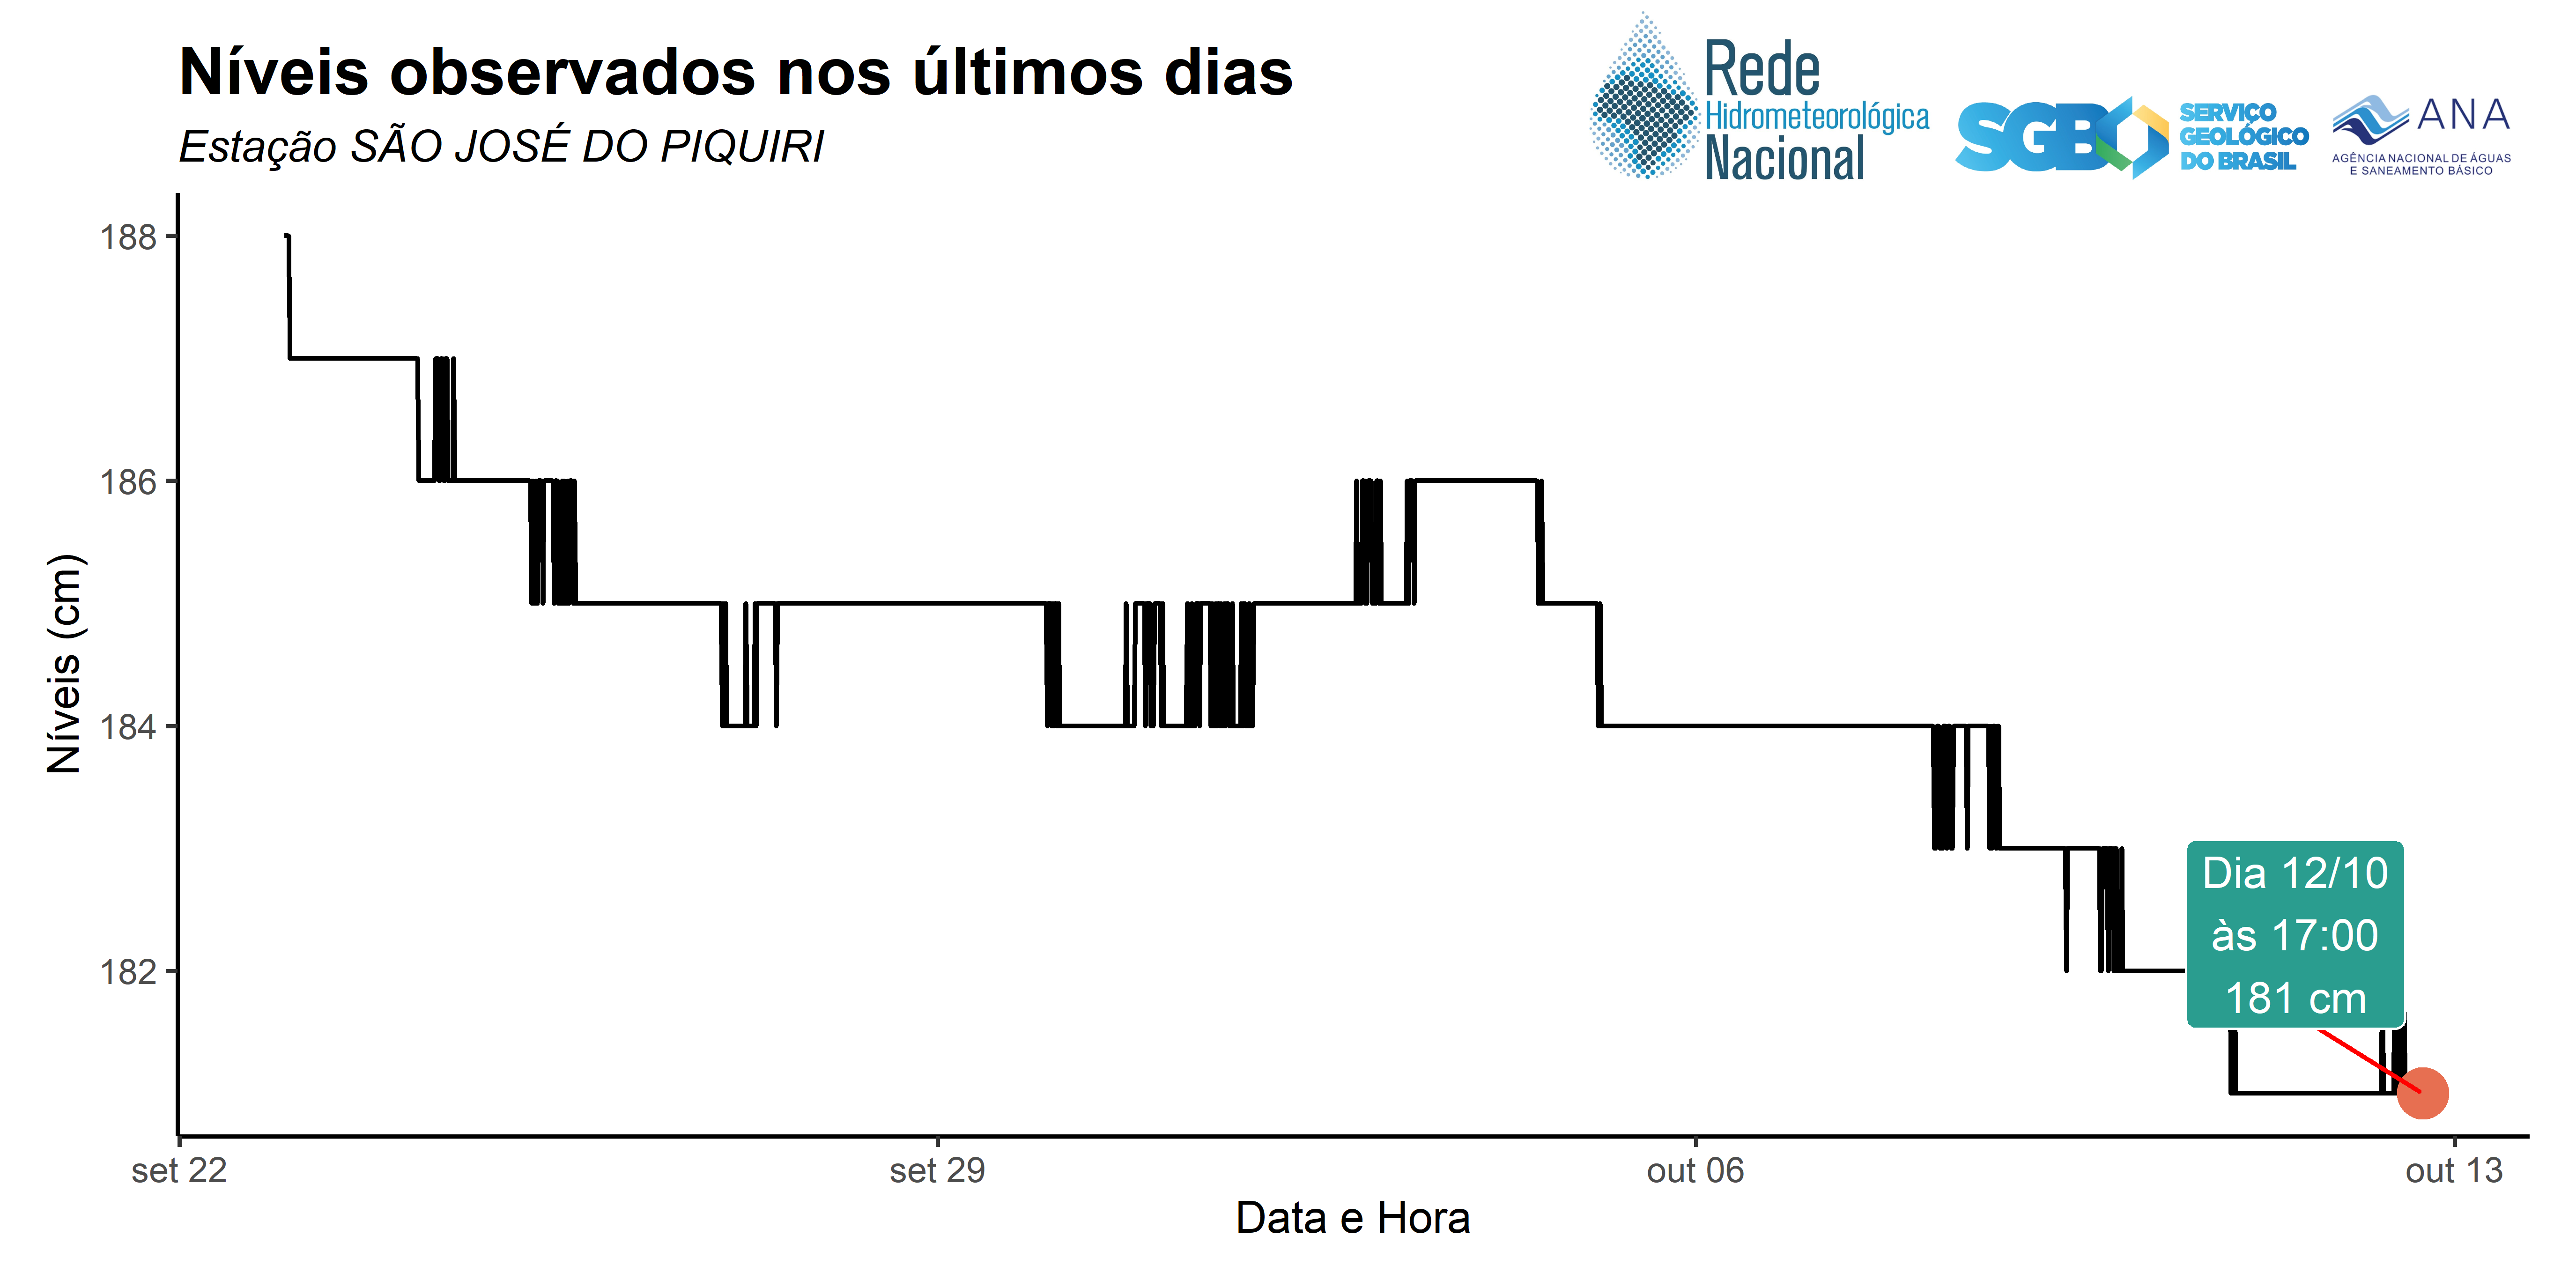 Níveis observados nos últimos dias
Estação SÃO JOSÉ DO PIQUIRI
Rede
Hidrometeorológica
Nacional
SGB
SERVIÇO
GEOLÓGICO
DO BRASIL
ANA
AGÊNCIA NACIONAL DE ÁGUAS
E SANEAMENTO BÁSICO
Níveis (cm)
188
186
184
182
Dia 12/10
às 17:00
181 cm
set 22
set 29
out 06
out 13
Data e Hora